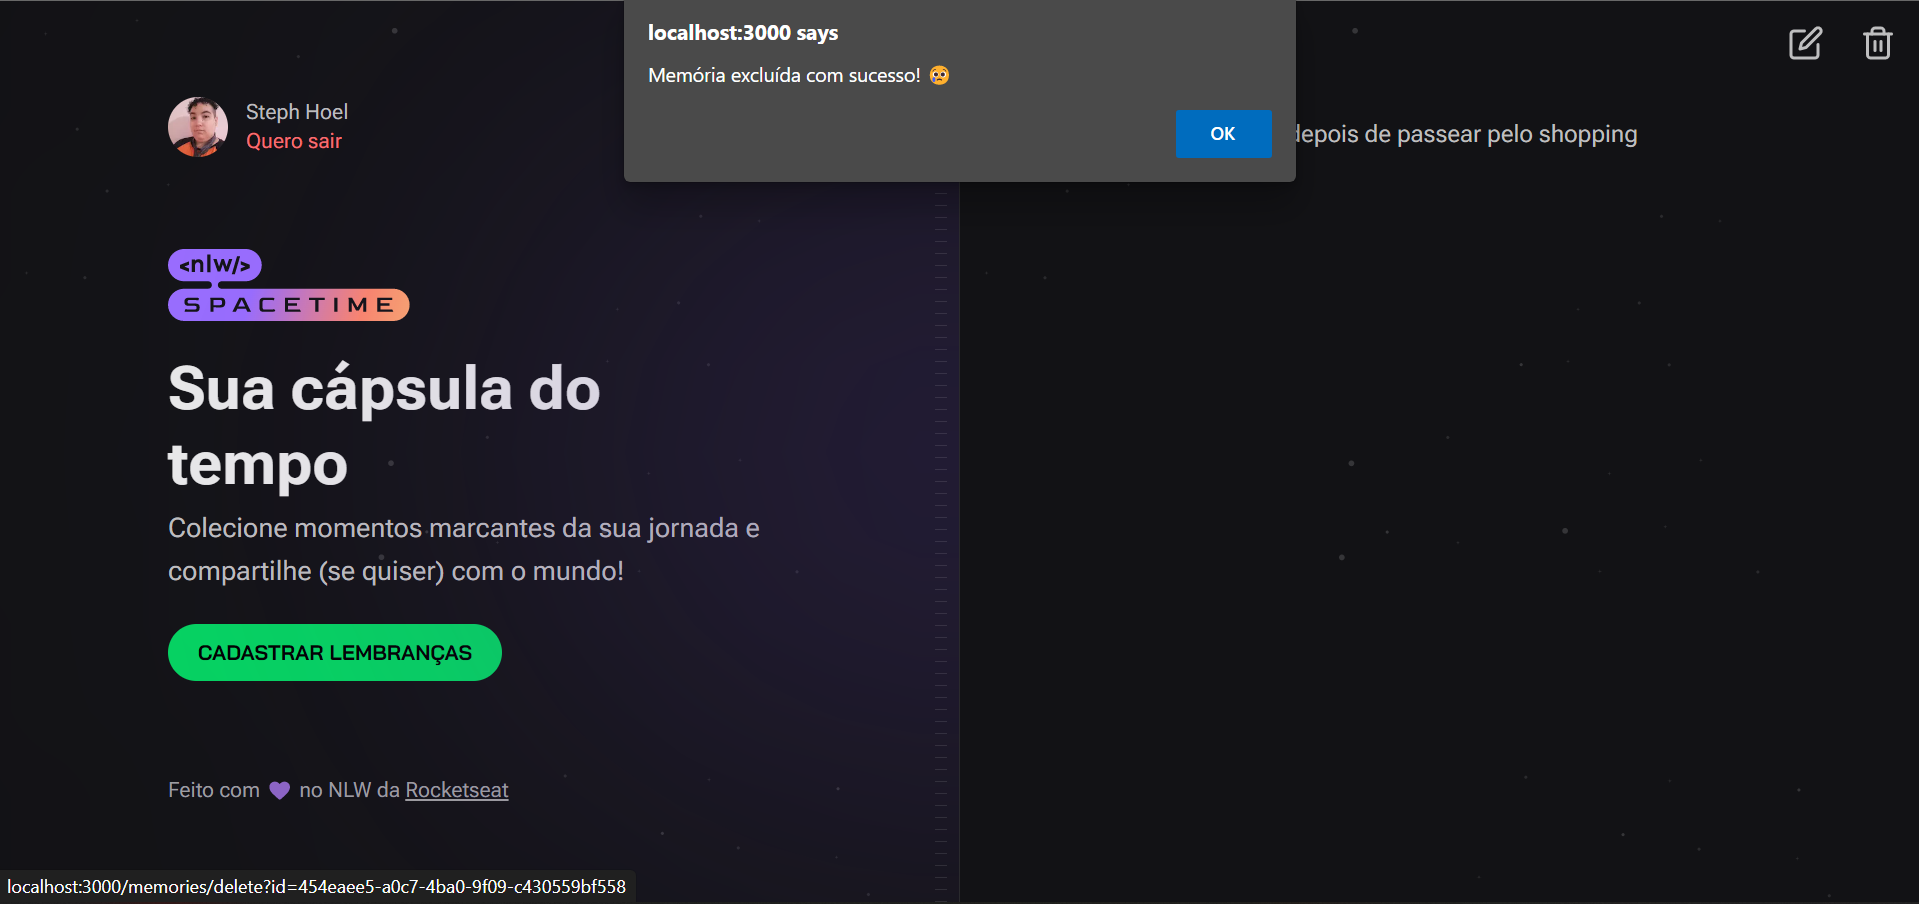 localhost:3000 says
Memória excluída com sucesso! 😢
OK
Steph Hoel
Quero sair
depois de passear pelo shopping
<nlw/>
SPACETIME
Sua cápsula do
tempo
Colecione momentos marcantes da sua jornada e
compartilhe (se quiser) com o mundo!
CADASTRAR LEMBRANÇAS
Feito com 💜 no NLW da Rocketseat
localhost:3000/memories/delete?id=454eaee5-a0c7-4ba0-9f09-c430559bf558